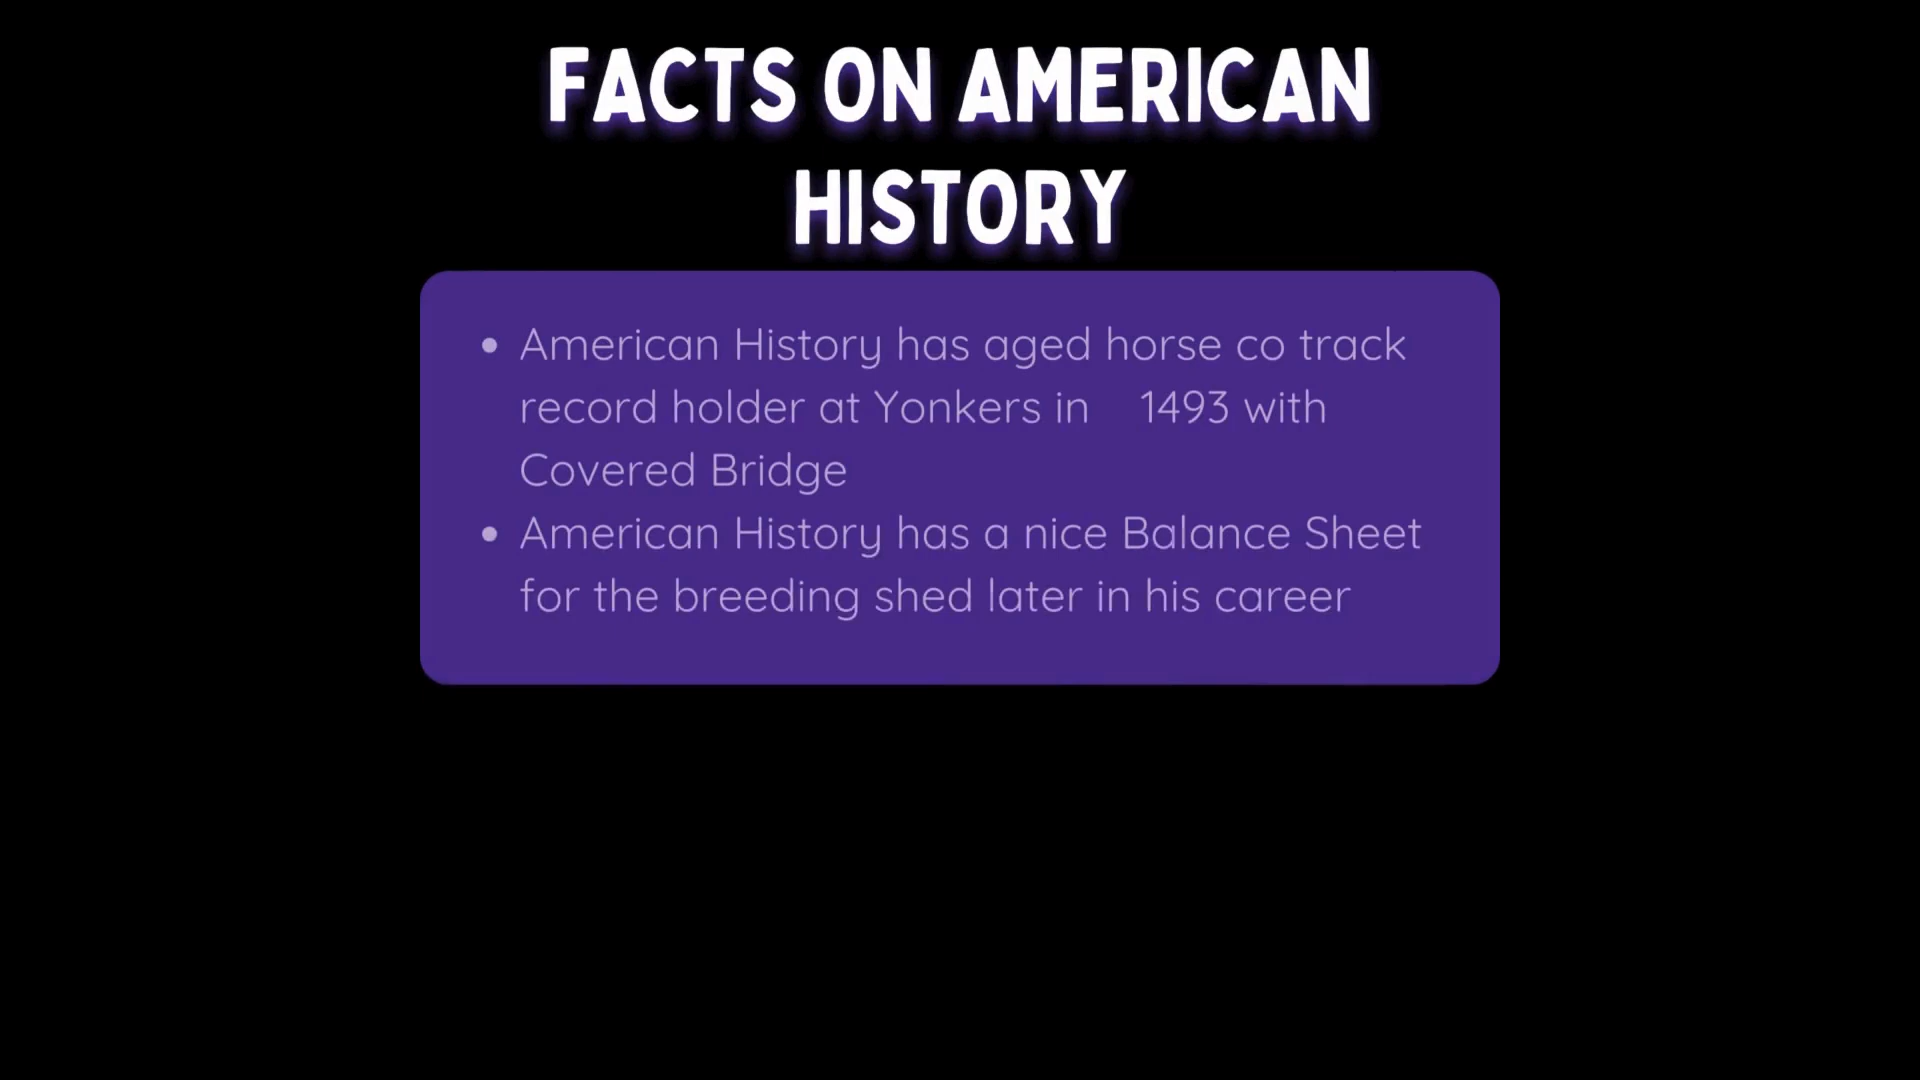 FACTS ON AMERICAN
HISTORY
• American History has aged horse co track
record holder at Yonkers in 1493 with
Covered Bridge
• American History has a nice Balance Sheet
for the breeding shed later in his career